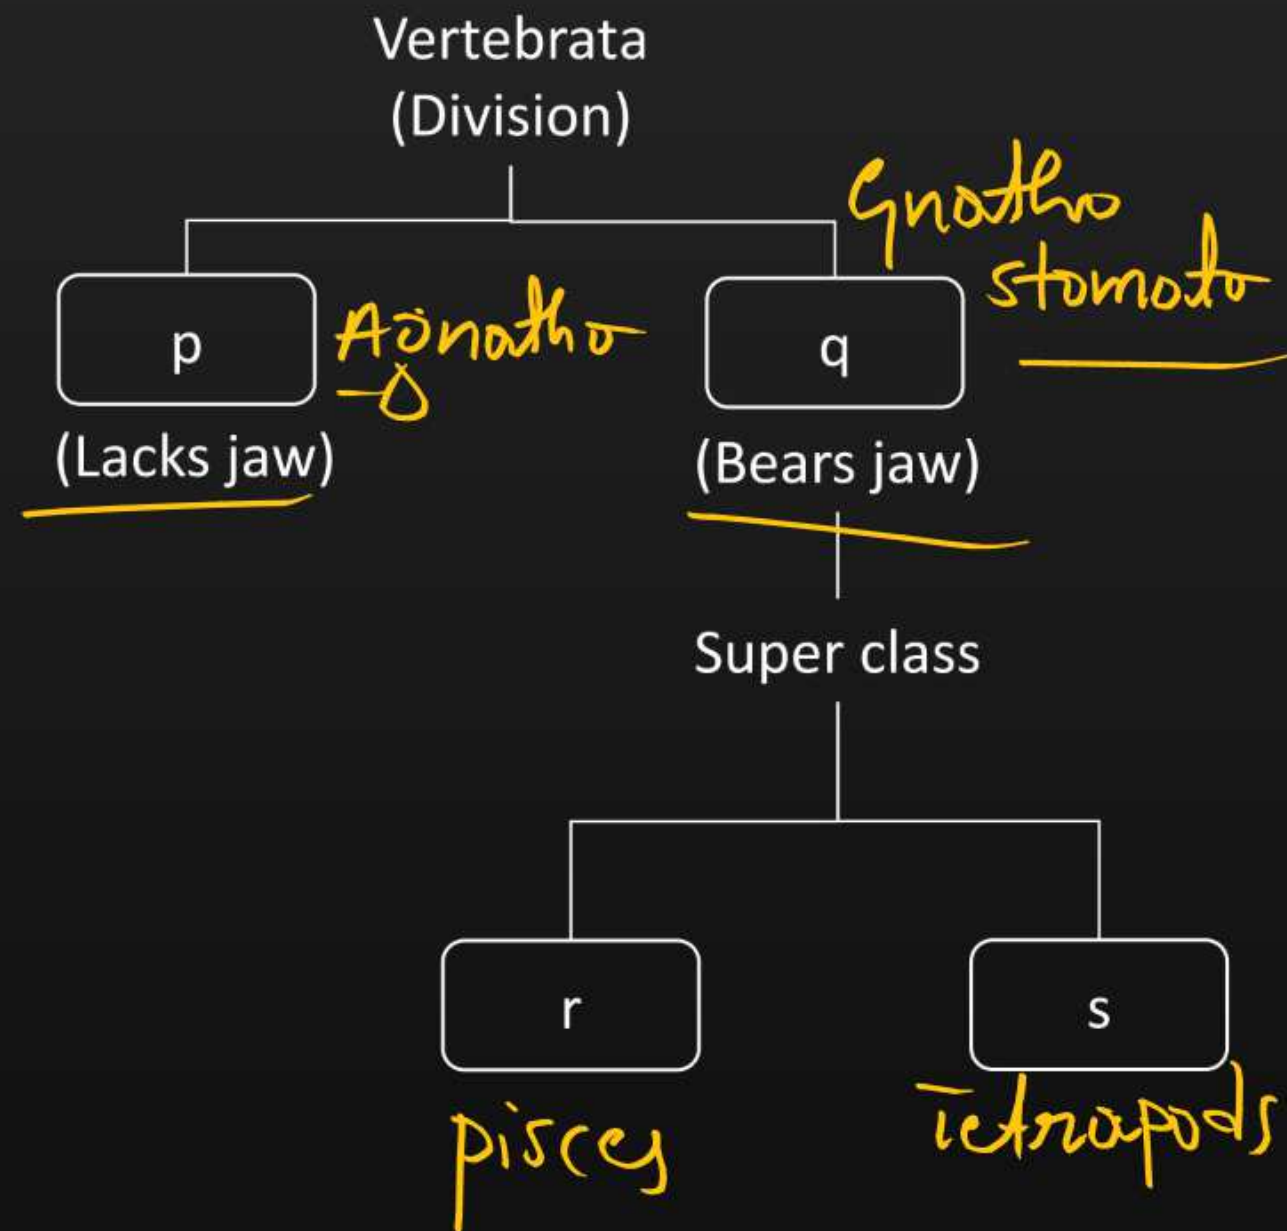 Vertebrata
(Division)
Gnatho
stomata
p
Agnatha
q
(Lacks jaw)
(Bears jaw)
Super class
r
s
pisces
Tetrapods